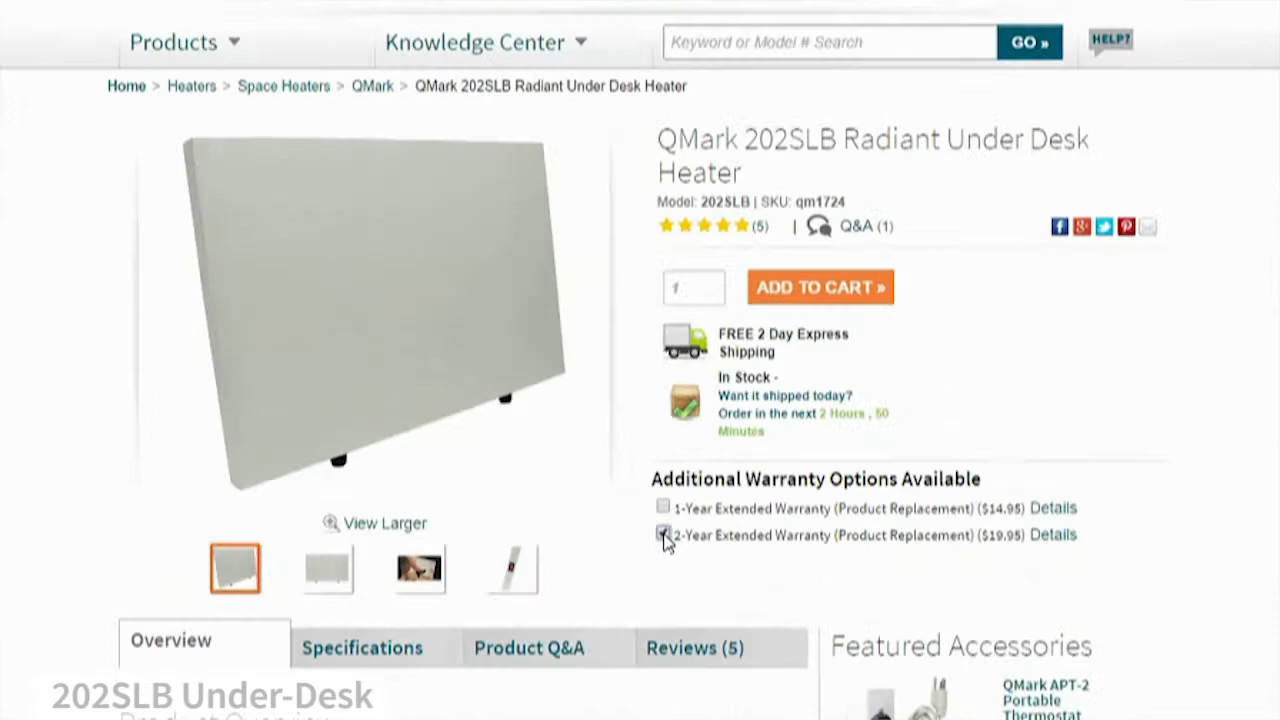 Products
Knowledge Center
Keyword or Model # Search
GO »
HELP?
Home > Heaters > Space Heaters > QMark > QMark 202SLB Radiant Under Desk Heater
QMark 202SLB Radiant Under Desk
Heater
Model: 202SLB | SKU: qm1724
(5) | Q&A (1)
1
ADD TO CART »
FREE 2 Day Express
Shipping
In Stock -
Want it shipped today?
Order in the next 2 Hours , 50
Minutes
Additional Warranty Options Available
1-Year Extended Warranty (Product Replacement) ($14.95) Details
2-Year Extended Warranty (Product Replacement) ($19.95) Details
View Larger
Overview
Specifications
Product Q&A
Reviews (5)
Featured Accessories
QMark APT-2
Portable
Thermostat
202SLB Under-Desk
Product Overview